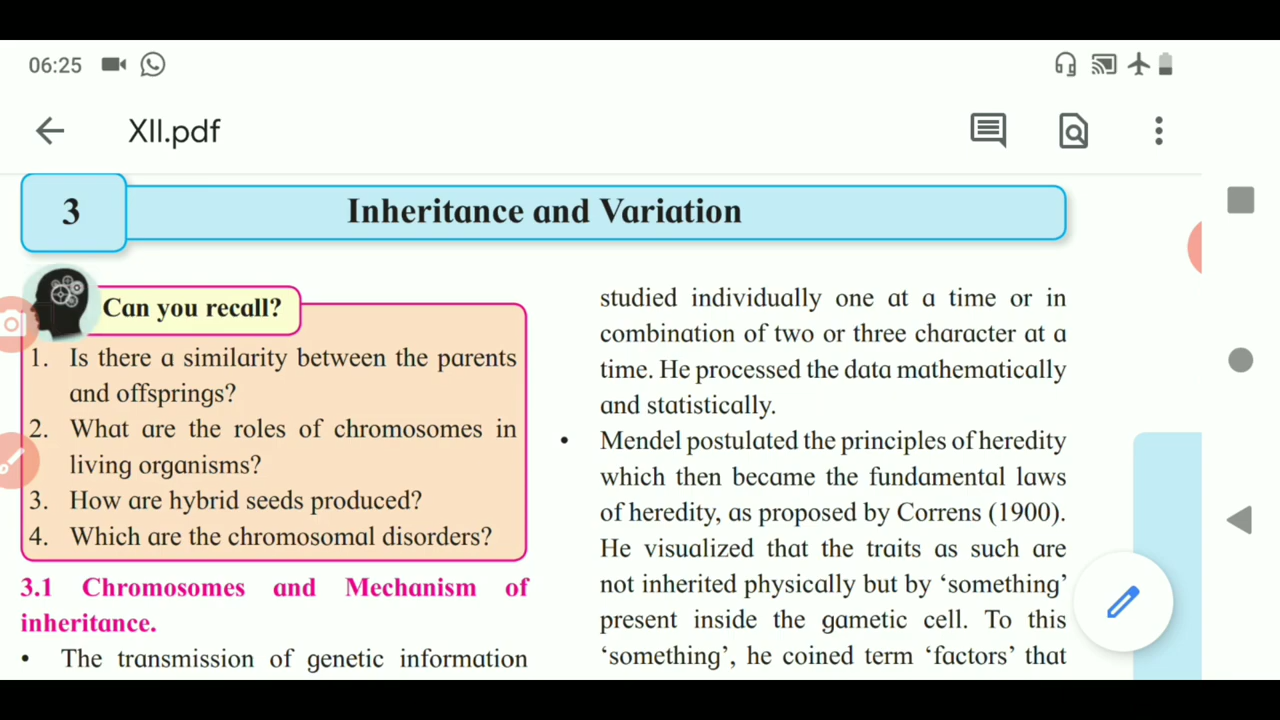 06:25
XII.pdf
3
Inheritance and Variation
Can you recall?
1. Is there a similarity between the parents
and offsprings?
2. What are the roles of chromosomes in
living organisms?
3. How are hybrid seeds produced?
4. Which are the chromosomal disorders?
3.1 Chromosomes and Mechanism of
inheritance.
• The transmission of genetic information
studied individually one at a time or in
combination of two or three character at a
time. He processed the data mathematically
and statistically.
• Mendel postulated the principles of heredity
which then became the fundamental laws
of heredity, as proposed by Correns (1900).
He visualized that the traits as such are
not inherited physically but by ‘something’
present inside the gametic cell. To this
‘something’, he coined term ‘factors’ that